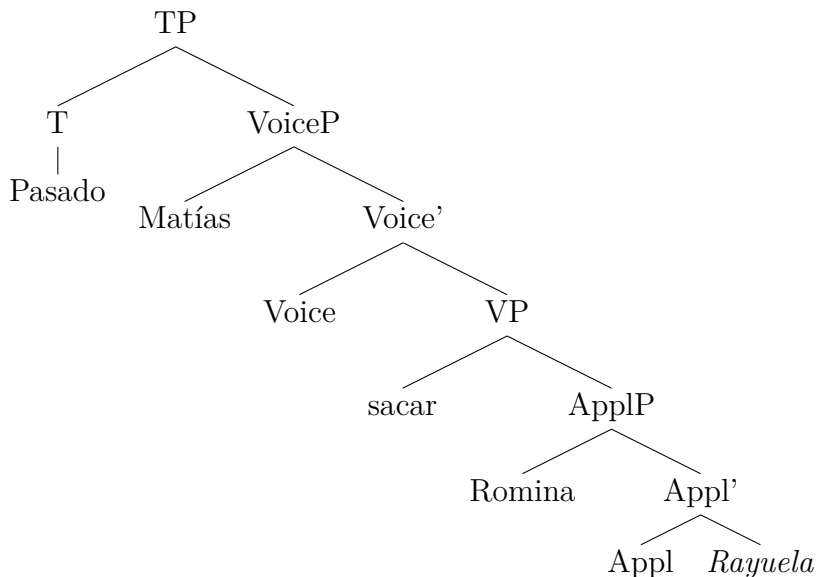 TP
T VoiceP
Pasado
Matías Voice’
Voice VP
sacar ApplP
Romina Appl’
Appl Rayuela